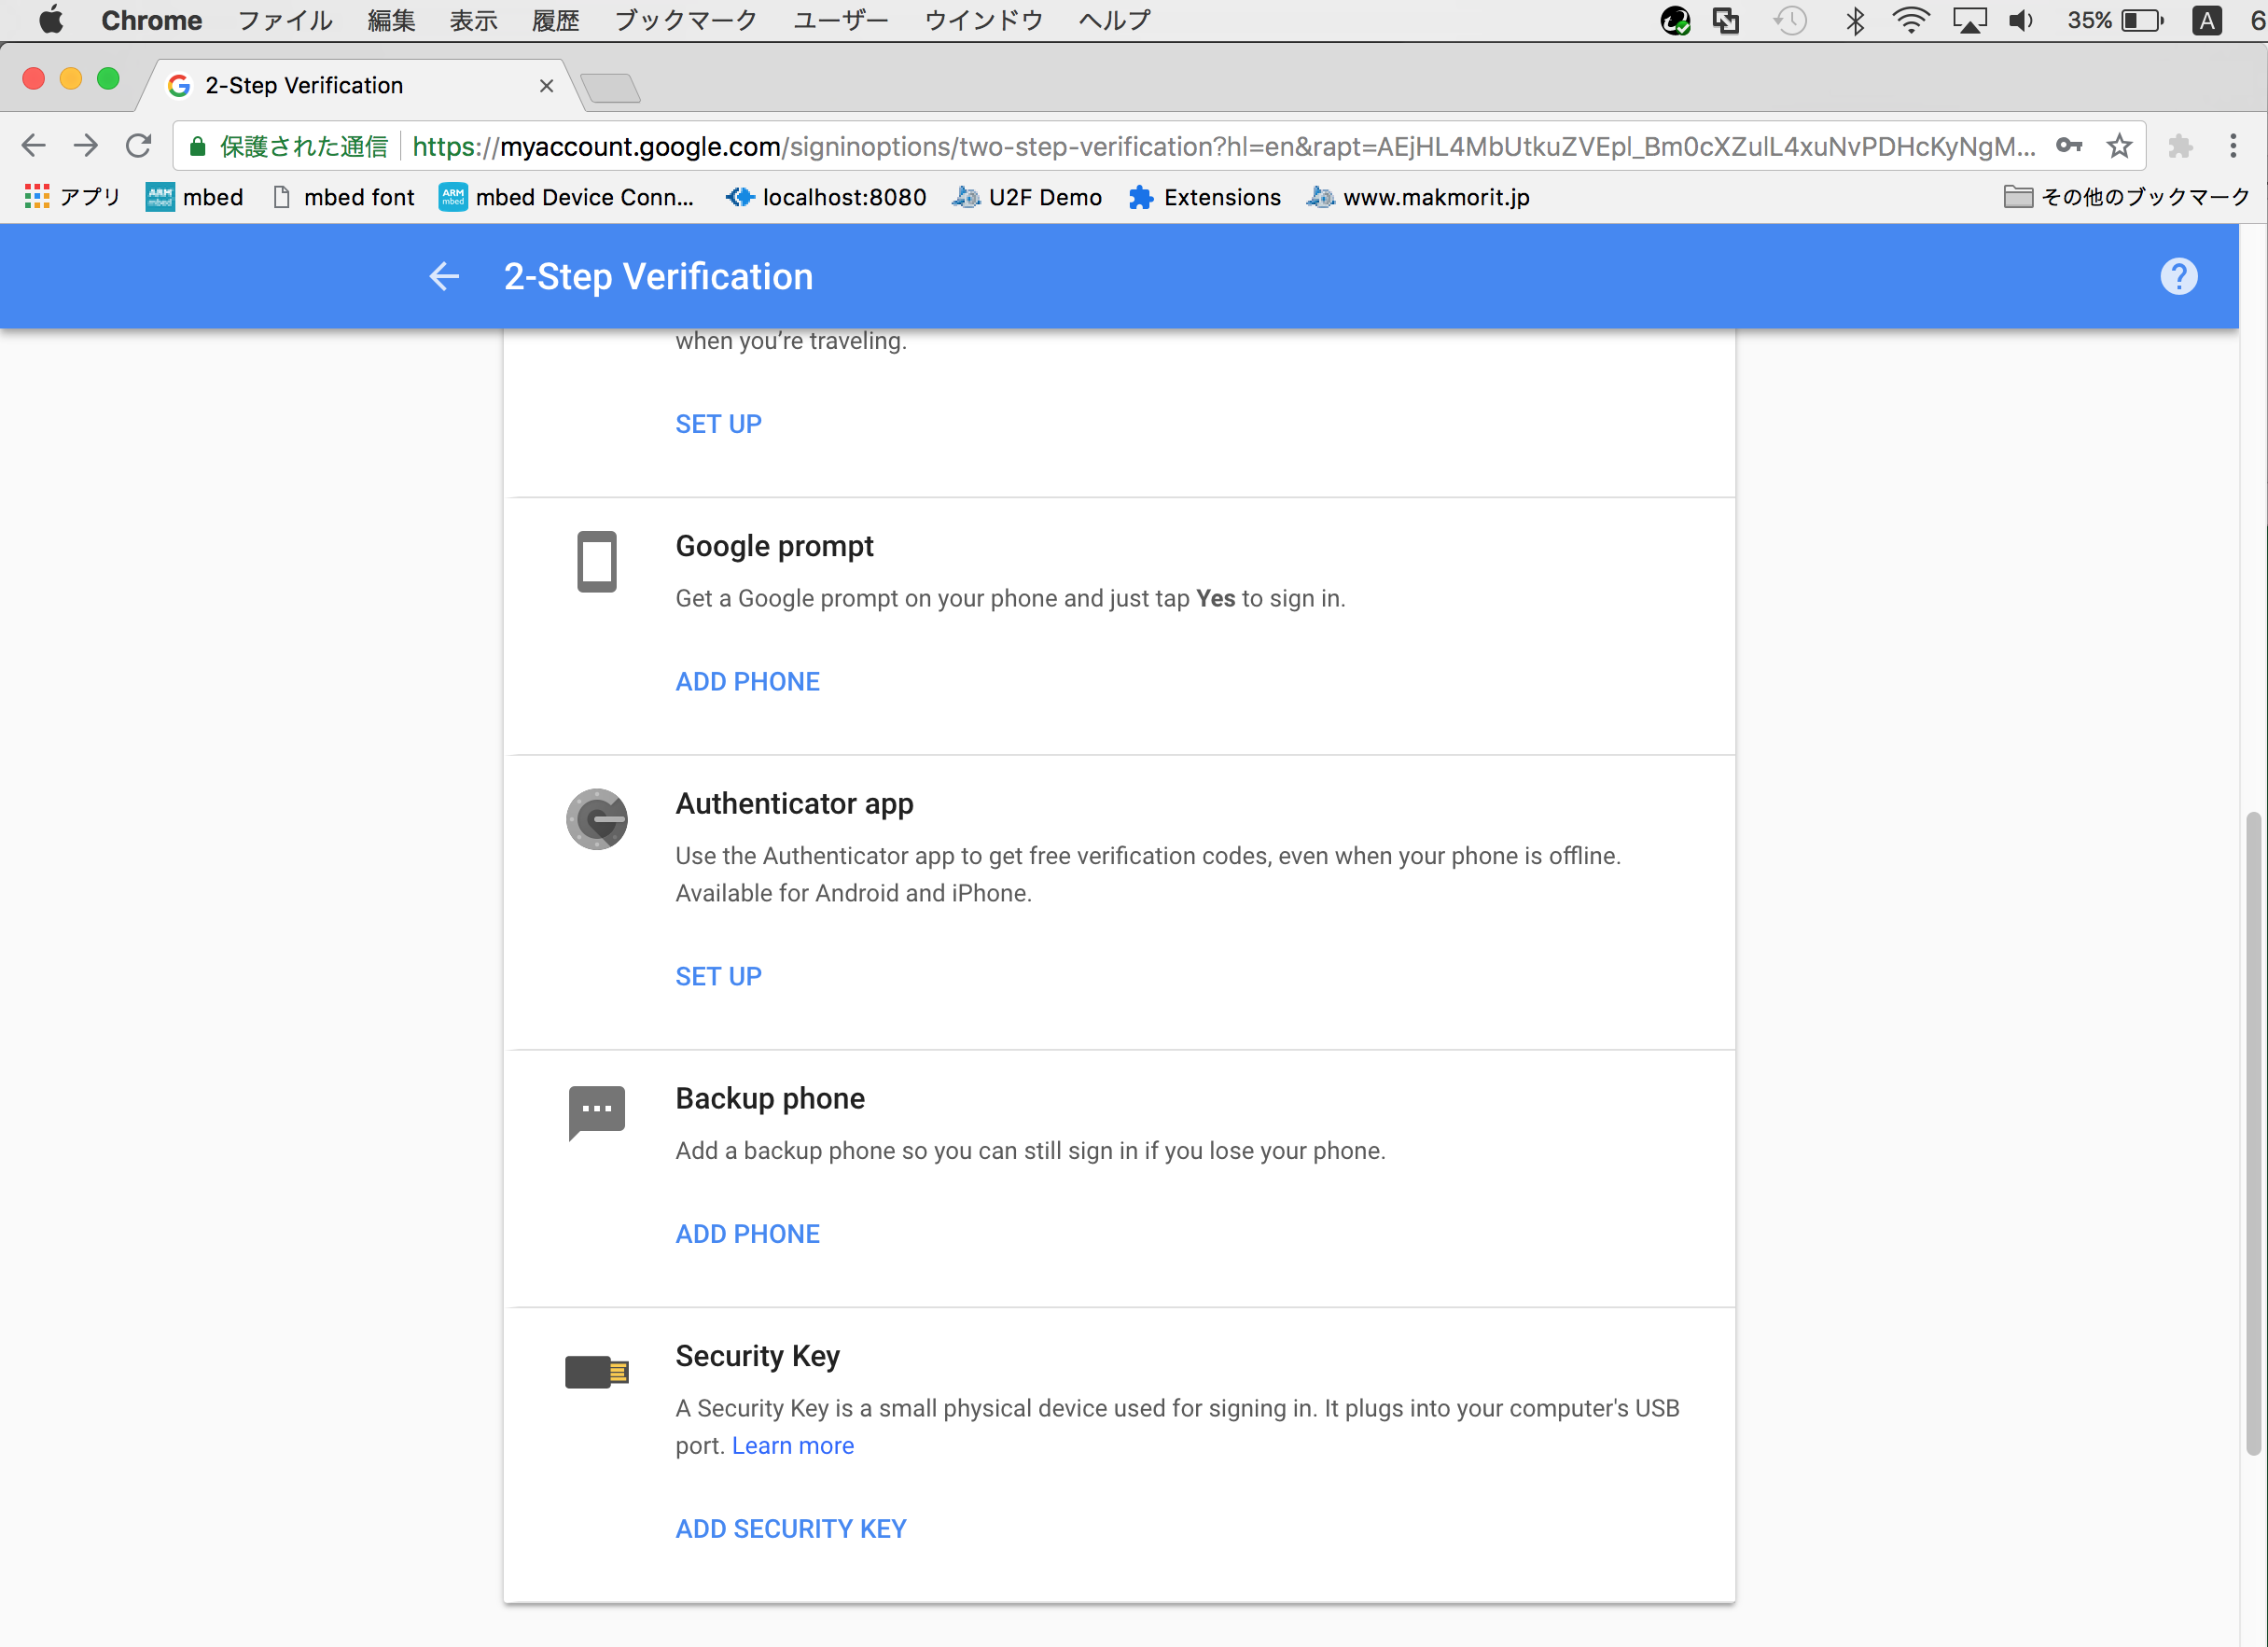 Chrome ファイル 編集 表示 履歴 ブックマーク ユーザー ウインドウ ヘルプ 35% A 6
2-Step Verification
保護された通信 https://myaccount.google.com/signinoptions/two-step-verification?hl=en&rapt=AEjHL4MbUtkuZVEpl_Bm0cXZulL4xuNvPDHcKyNgM...
アプリ ARM mbed mbed mbed font ARM mbed mbed Device Conn... localhost:8080 U2F Demo Extensions www.makmorit.jp その他のブックマーク
2-Step Verification ?
when you’re traveling.
SET UP
Google prompt
Get a Google prompt on your phone and just tap Yes to sign in.
ADD PHONE
Authenticator app
Use the Authenticator app to get free verification codes, even when your phone is offline.
Available for Android and iPhone.
SET UP
Backup phone
Add a backup phone so you can still sign in if you lose your phone.
ADD PHONE
Security Key
A Security Key is a small physical device used for signing in. It plugs into your computer's USB
port. Learn more
ADD SECURITY KEY